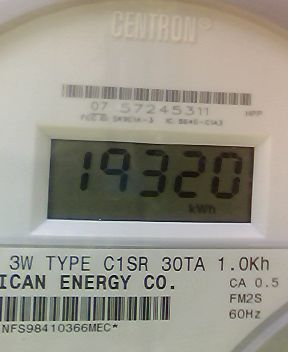 CENTRON®
07 57245311 HPP
19320
kWh
3W TYPE C1SR 30TA 1.0Kh
ICAN ENERGY CO. CA 0.5
FM2S
NFS98410366MEC* 60Hz